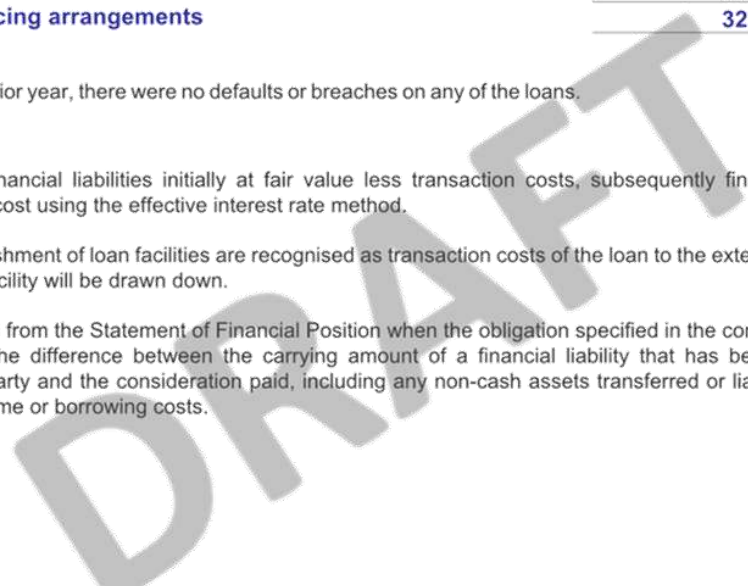 cing arrangements 32
ior year, there were no defaults or breaches on any of the loans.
nancial liabilities initially at fair value less transaction costs, subsequently fin
cost using the effective interest rate method.
shment of loan facilities are recognised as transaction costs of the loan to the exte
cility will be drawn down.
from the Statement of Financial Position when the obligation specified in the con
he difference between the carrying amount of a financial liability that has be
arty and the consideration paid, including any non-cash assets transferred or lia
me or borrowing costs.
DRAFT